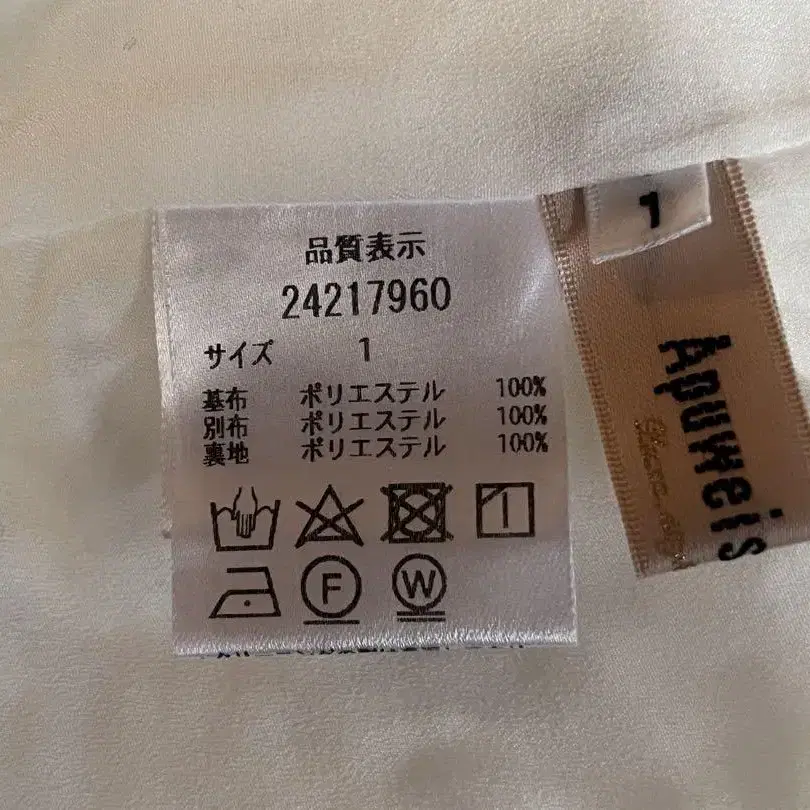 品質表示
24217960
サイズ 1
基布 ポリエステル 100%
別布 ポリエステル 100%
裏地 ポリエステル 100%
F
W
1
Apuweis